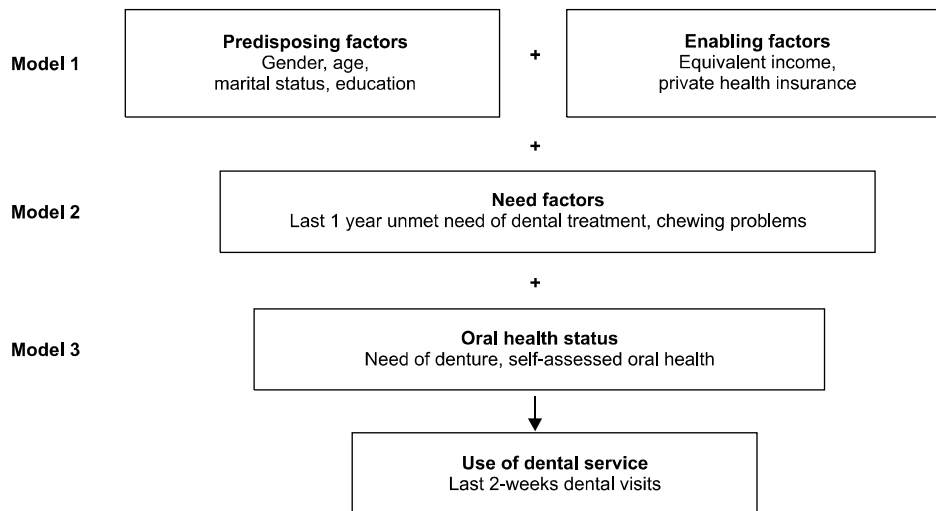 Model 1
Predisposing factors
Gender, age,
marital status, education
+
Enabling factors
Equivalent income,
private health insurance
+
Model 2
Need factors
Last 1 year unmet need of dental treatment, chewing problems
+
Model 3
Oral health status
Need of denture, self-assessed oral health
Use of dental service
Last 2-weeks dental visits